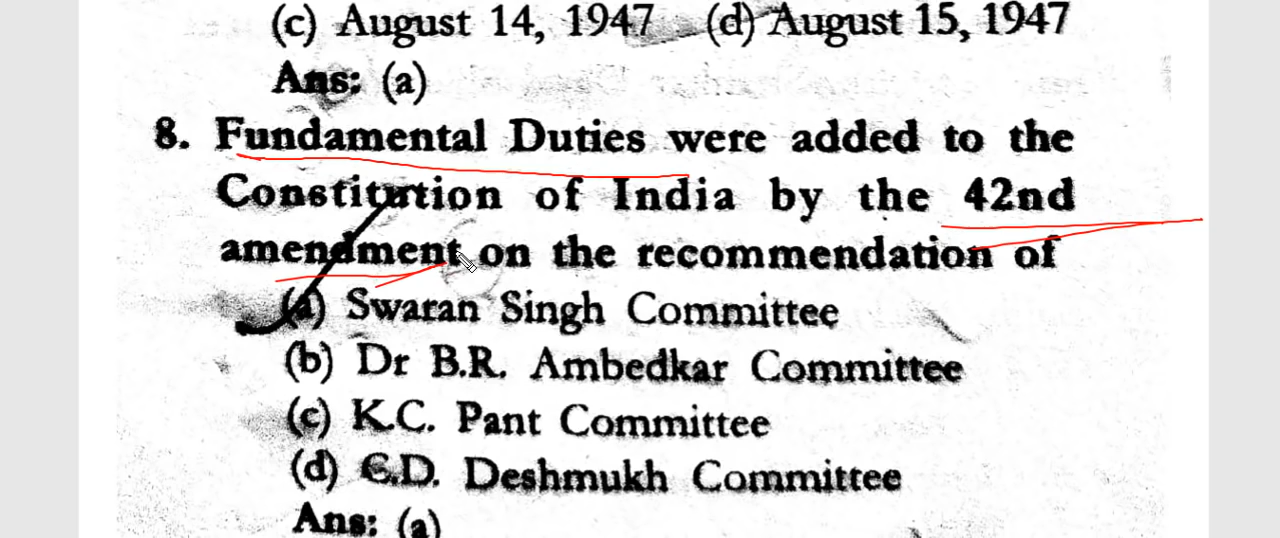 (c) August 14, 1947 (d) August 15, 1947
Ans: (a)
8. Fundamental Duties were added to the
Constitution of India by the 42nd
amendment on the recommendation of
(a) Swaran Singh Committee
(b) Dr B.R. Ambedkar Committee
(c) K.C. Pant Committee
(d) C.D. Deshmukh Committee
Ans: (a)